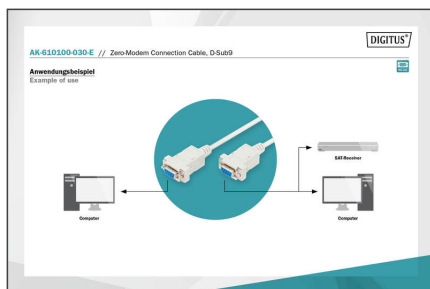 DIGITUS®
AK-610100-030-E // Zero-Modem Connection Cable, D-Sub9
Anwendungsbeispiel
Example of use
SAT-Receiver
Computer
Computer